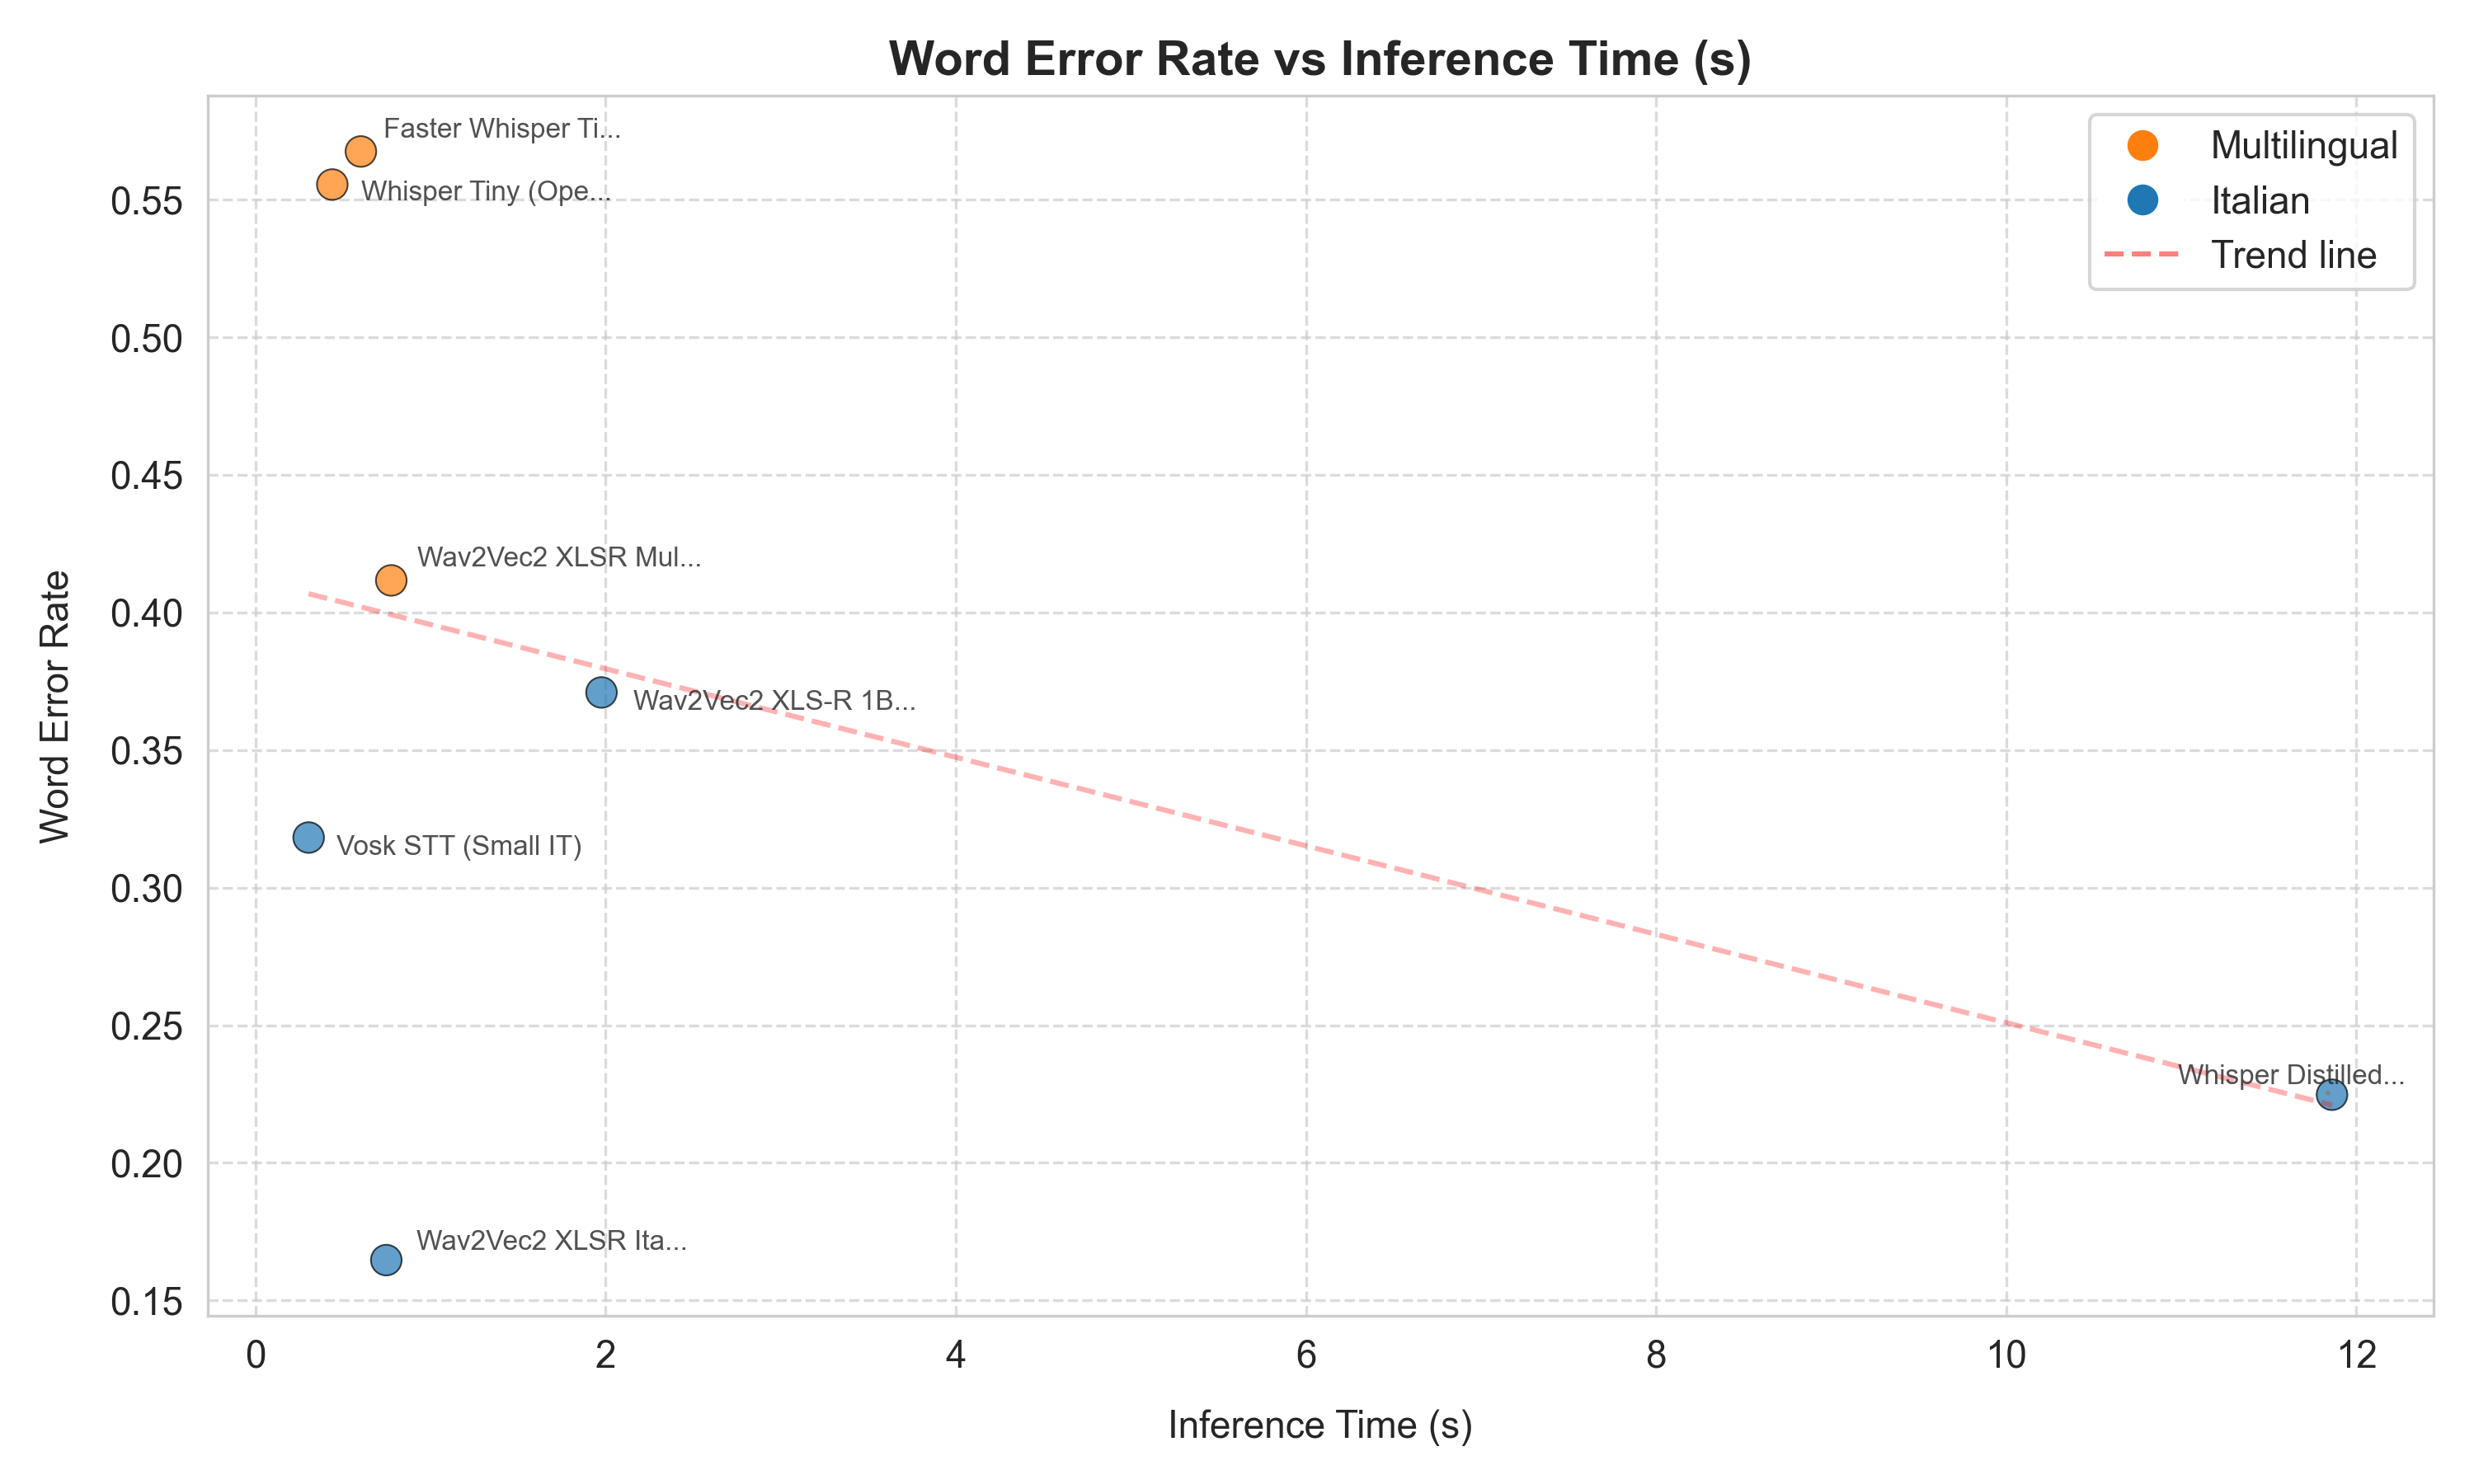 Word Error Rate vs Inference Time (s)
Faster Whisper Ti...
Whisper Tiny (Ope...
Multilingual
Italian
Trend line
0.55
0.50
0.45
Wav2Vec2 XLSR Mul...
0.40
Wav2Vec2 XLS-R 1B...
0.35
Vosk STT (Small IT)
0.30
0.25
Whisper Distilled...
0.20
Wav2Vec2 XLSR Ita...
0.15
Word Error Rate
0 2 4 6 8 10 12
Inference Time (s)